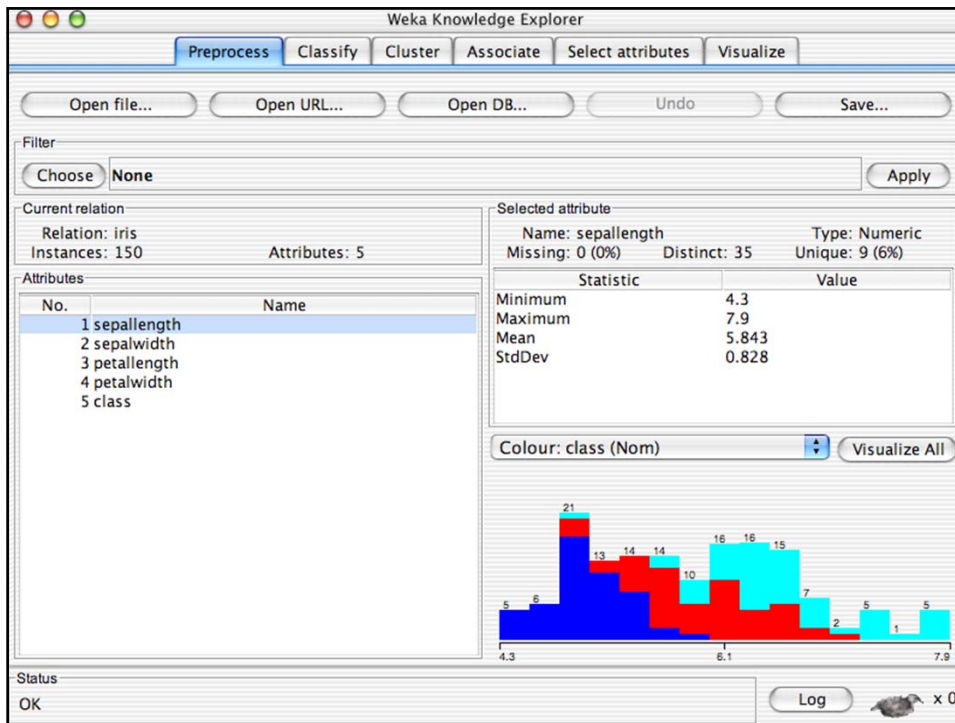 Weka Knowledge Explorer
Preprocess Classify Cluster Associate Select attributes Visualize
Open file... Open URL... Open DB... Undo Save...
Filter
Choose None Apply
Current relation
Relation: iris
Instances: 150 Attributes: 5
Attributes
No. Name
1 sepallength
2 sepalwidth
3 petallength
4 petalwidth
5 class
Selected attribute
Name: sepallength Type: Numeric
Missing: 0 (0%) Distinct: 35 Unique: 9 (6%)
Statistic Value
Minimum 4.3
Maximum 7.9
Mean 5.843
StdDev 0.828
Colour: class (Nom) Visualize All
5 6 21 13 14 14 10 16 16 15 7 2 5 1 5
4.3 6.1 7.9
Status
OK Log x 0